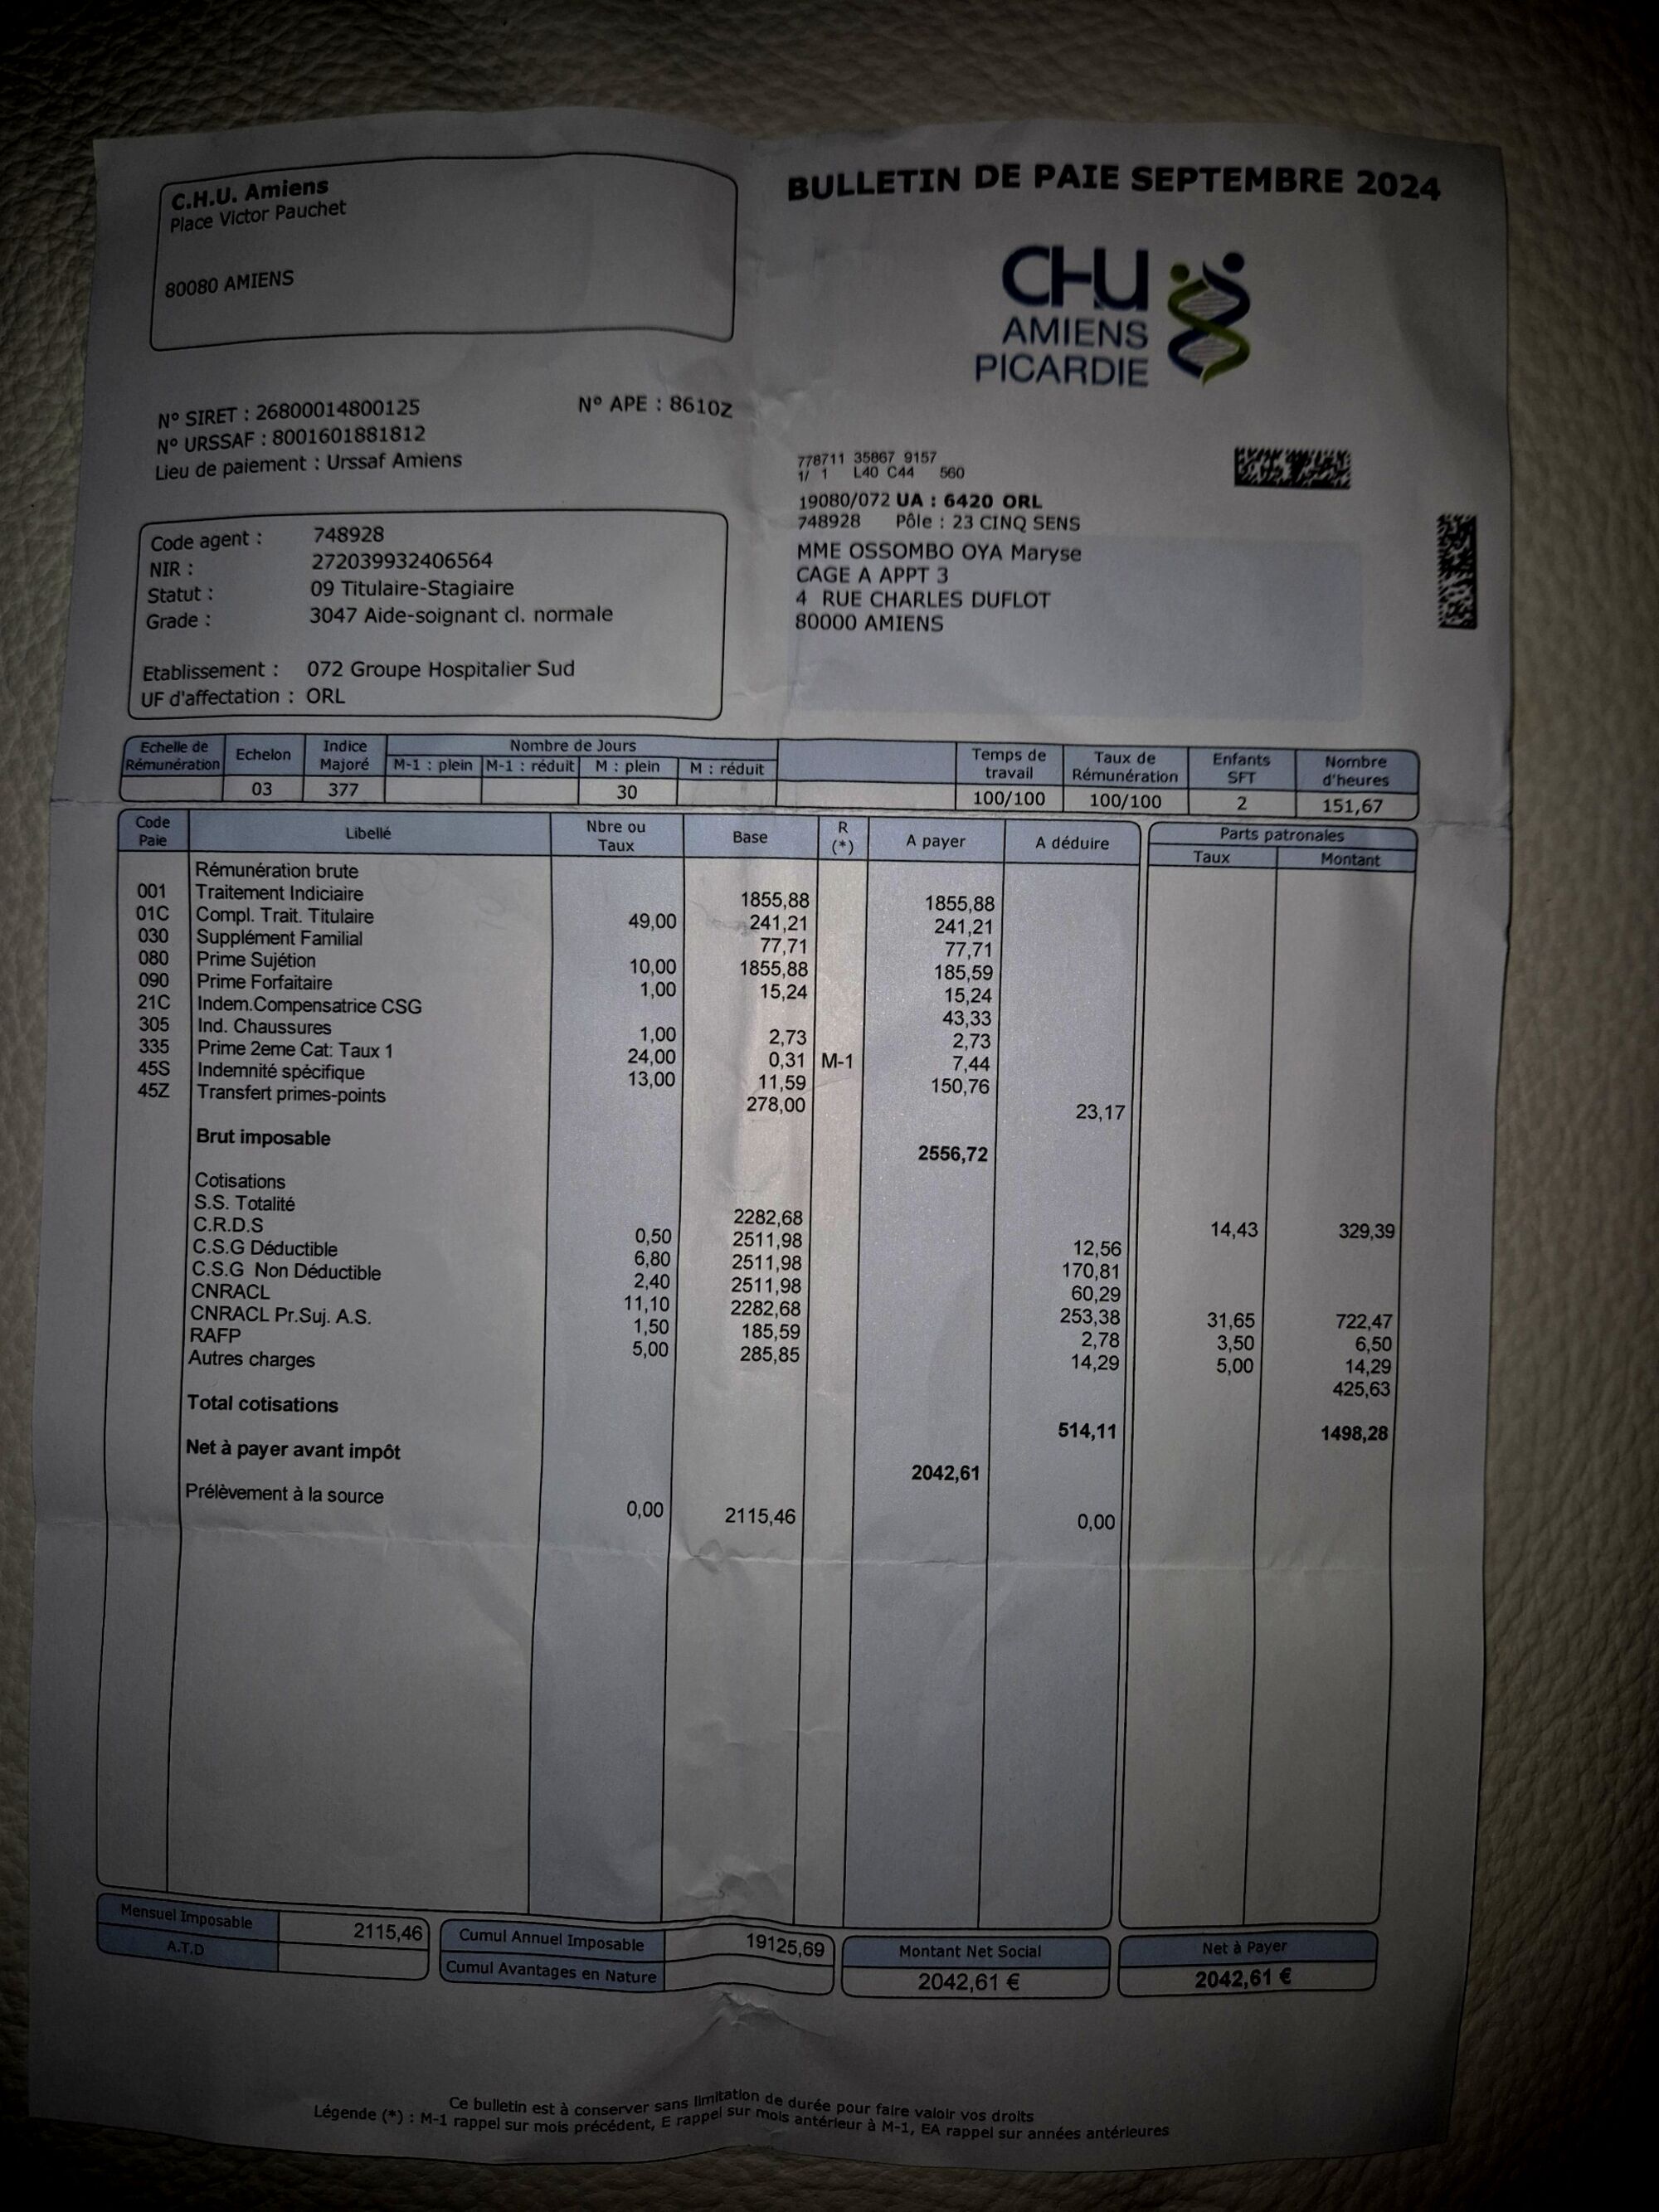 C.H.U. Amiens
Place Victor Pauchet
80080 AMIENS
BULLETIN DE PAIE SEPTEMBRE 2024
CHU
AMIENS
PICARDIE
N° SIRET : 26800014800125 N° APE : 8610Z
N° URSSAF : 8001601881812
Lieu de paiement : Urssaf Amiens
778711 35867 9157
1/ 1 L40 C44 560
19080/072 UA : 6420 ORL
748928 Pôle : 23 CINQ SENS
MME OSSOMBO OYA Maryse
CAGE A APPT 3
4 RUE CHARLES DUFLOT
80000 AMIENS
Code agent : 748928
NIR : 272039932406564
Statut : 09 Titulaire-Stagiaire
Grade : 3047 Aide-soignant cl. normale
Etablissement : 072 Groupe Hospitalier Sud
UF d'affectation : ORL
Echelle de Rémunération Echelon Indice Majoré Nombre de Jours Temps de travail Taux de Rémunération Enfants SFT Nombre d'heures
M-1 : plein M-1 : réduit M : plein M : réduit
03 377 30 100/100 100/100 2 151,67
Code Paie Libellé Nbre ou Taux Base R (*) A payer A déduire Parts patronales
Taux Montant
Rémunération brute
001 Traitement Indiciaire 1855,88 1855,88
01C Compl. Trait. Titulaire 49,00 241,21 241,21
030 Supplément Familial 77,71 77,71
080 Prime Sujétion 10,00 1855,88 185,59
090 Prime Forfaitaire 1,00 15,24 15,24
21C Indem.Compensatrice CSG 43,33
305 Ind. Chaussures 1,00 2,73 2,73
335 Prime 2eme Cat: Taux 1 24,00 0,31 M-1 7,44
45S Indemnité spécifique 13,00 11,59 150,76
45Z Transfert primes-points 278,00 23,17
Brut imposable 2556,72
Cotisations
S.S. Totalité 2282,68 14,43 329,39
C.R.D.S 0,50 2511,98 12,56
C.S.G Déductible 6,80 2511,98 170,81
C.S.G Non Déductible 2,40 2511,98 60,29
CNRACL 11,10 2282,68 253,38 31,65 722,47
CNRACL Pr.Suj. A.S. 1,50 185,59 2,78 3,50 6,50
RAFP 5,00 285,85 14,29 5,00 14,29
Autres charges 425,63
Total cotisations 514,11 1498,28
Net à payer avant impôt 2042,61
Prélèvement à la source 0,00 2115,46 0,00
Mensuel Imposable 2115,46
A.T.D
Cumul Annuel Imposable 19125,69
Cumul Avantages en Nature
Montant Net Social
2042,61 €
Net à Payer
2042,61 €
Ce bulletin est à conserver sans limitation de durée pour faire valoir vos droits
Légende (*) : M-1 rappel sur mois précédent, E rappel sur mois antérieur à M-1, EA rappel sur années antérieures